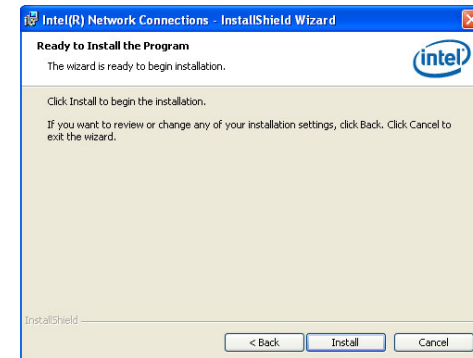 Intel(R) Network Connections - InstallShield Wizard
Ready to Install the Program
The wizard is ready to begin installation.
intel
Click Install to begin the installation.
If you want to review or change any of your installation settings, click Back. Click Cancel to
exit the wizard.
InstallShield
< Back Install Cancel